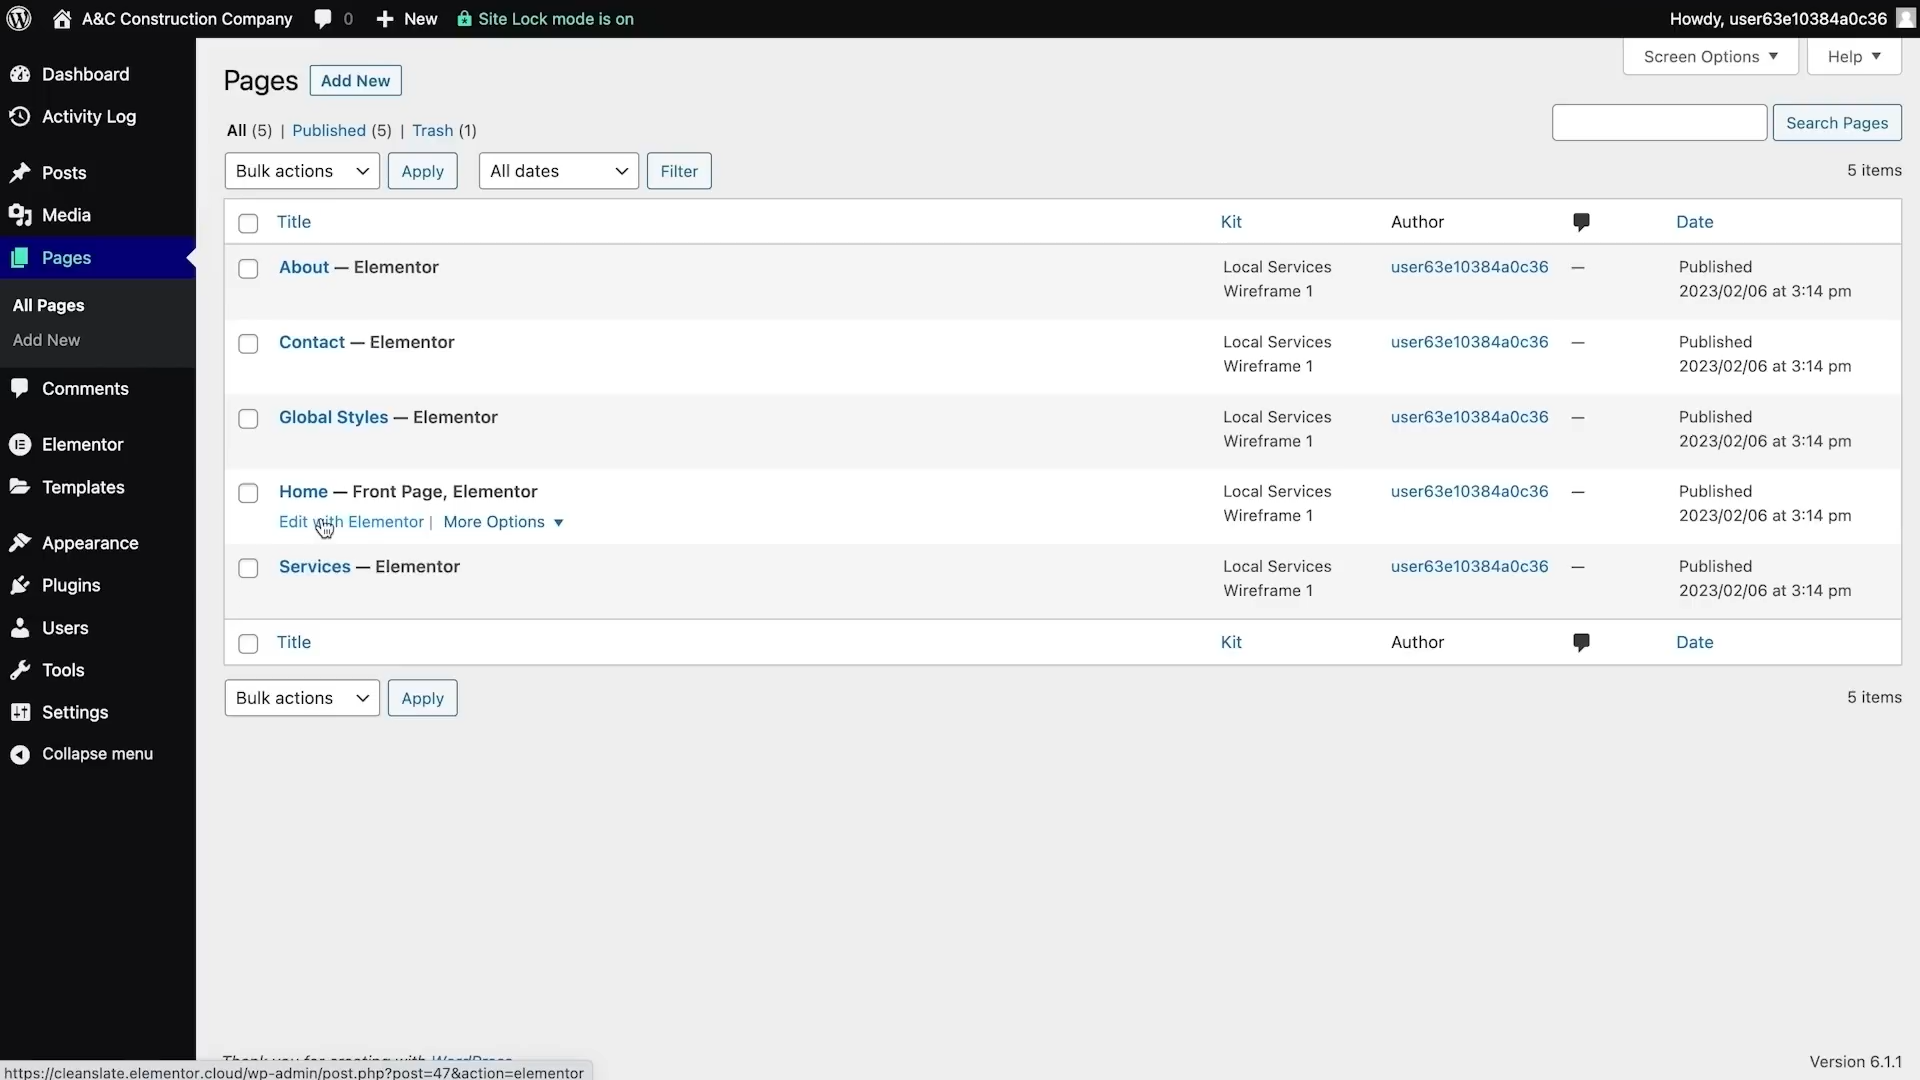 A&C Construction Company 0 New Site Lock mode is on Howdy, user63e10384a0c36
Dashboard
Activity Log
Posts
Media
Pages
All Pages
Add New
Comments
Elementor
Templates
Appearance
Plugins
Users
Tools
Settings
Collapse menu
Screen Options ▼ Help ▼
Pages Add New
All (5) | Published (5) | Trash (1)
Search Pages
Bulk actions Apply All dates Filter 5 items
Title Kit Author Date
About — Elementor Local Services user63e10384a0c36 — Published
Wireframe 1 2023/02/06 at 3:14 pm
Contact — Elementor Local Services user63e10384a0c36 — Published
Wireframe 1 2023/02/06 at 3:14 pm
Global Styles — Elementor Local Services user63e10384a0c36 — Published
Wireframe 1 2023/02/06 at 3:14 pm
Home — Front Page, Elementor Local Services user63e10384a0c36 — Published
Edit with Elementor | More Options ▼ Wireframe 1 2023/02/06 at 3:14 pm
Services — Elementor Local Services user63e10384a0c36 — Published
Wireframe 1 2023/02/06 at 3:14 pm
Title Kit Author Date
Bulk actions Apply 5 items
Thank you for creating with WordPress Version 6.1.1
https://cleanslate.elementor.cloud/wp-admin/post.php?post=47&action=elementor